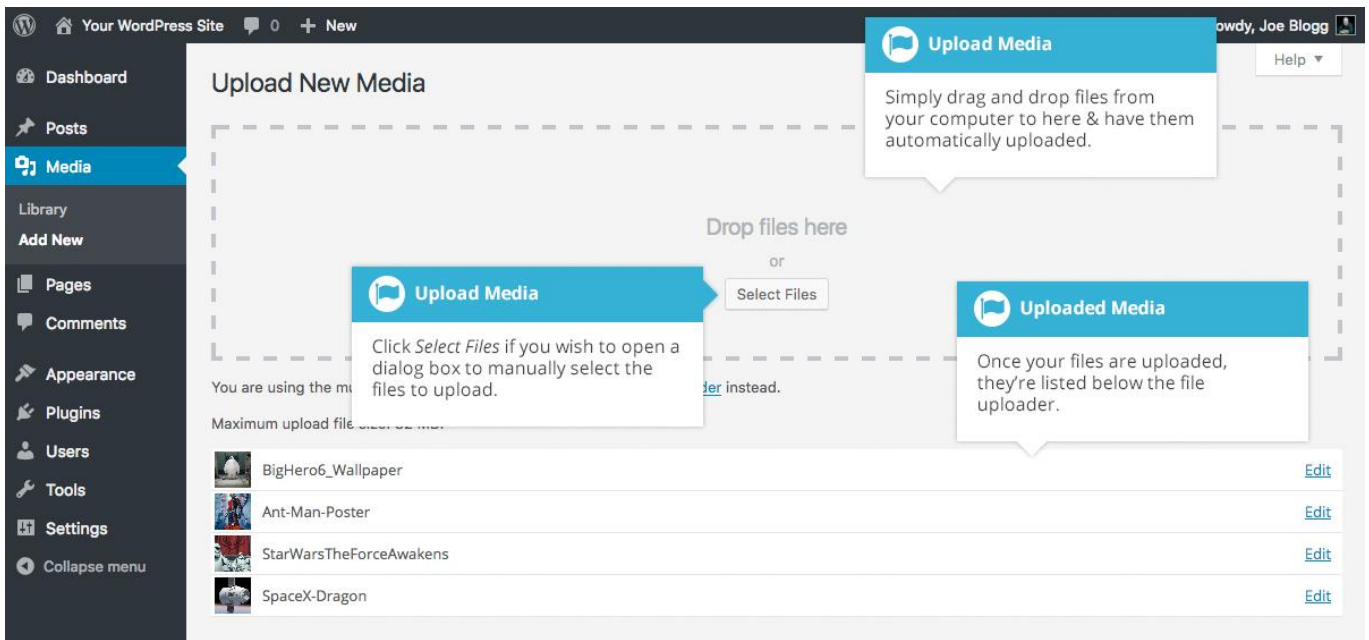 Your WordPress Site 0 + New
owdy, Joe Blogg
Help
Dashboard
Posts
Media
Library
Add New
Pages
Comments
Appearance
Plugins
Users
Tools
Settings
Collapse menu
Upload New Media
Upload Media
Simply drag and drop files from
your computer to here & have them
automatically uploaded.
Drop files here
or
Select Files
Upload Media
Click Select Files if you wish to open a
dialog box to manually select the
files to upload.
Uploaded Media
Once your files are uploaded,
they're listed below the file
uploader.
You are using the instead.
Maximum upload file
BigHero6_Wallpaper Edit
Ant-Man-Poster Edit
StarWarsTheForceAwakens Edit
SpaceX-Dragon Edit